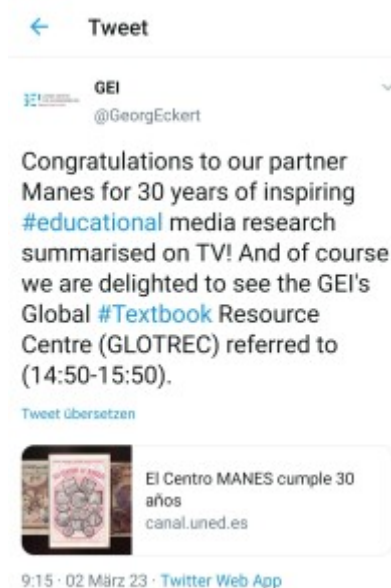 Tweet
GEI
@GeorgEckert
Congratulations to our partner
Manes for 30 years of inspiring
#educational media research
summarised on TV! And of course
we are delighted to see the GEI's
Global #Textbook Resource
Centre (GLOTREC) referred to
(14:50-15:50).
Tweet übersetzen
El Centro MANES cumple 30
años
canal.uned.es
9:15 · 02 März 23 · Twitter Web App